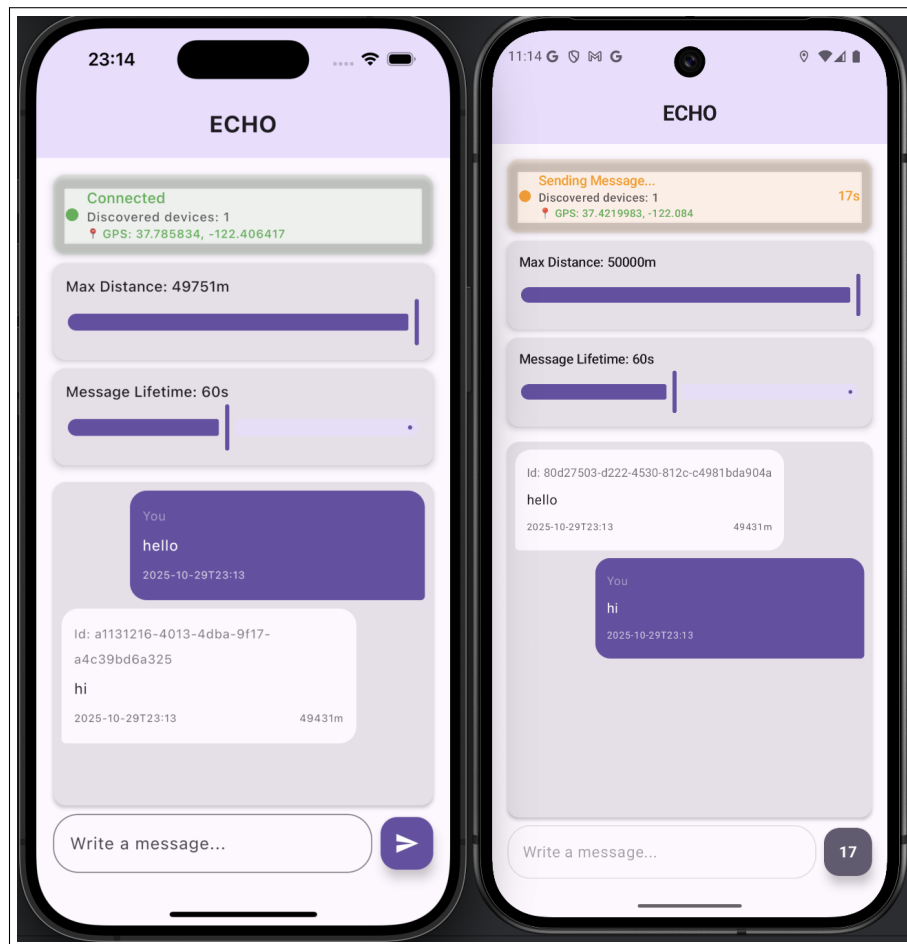 23:14
ECHO
Connected
Discovered devices: 1
GPS: 37.785834, -122.406417
Max Distance: 49751m
Message Lifetime: 60s
You
hello
2025-10-29T23:13
Id: a1131216-4013-4dba-9f17-
a4c39bd6a325
hi
2025-10-29T23:13 49431m
Write a message...
11:14 G G
ECHO
Sending Message...
Discovered devices: 1
17s
GPS: 37.4219983, -122.084
Max Distance: 50000m
Message Lifetime: 60s
Id: 80d27503-d222-4530-812c-c4981bda904a
hello
2025-10-29T23:13 49431m
You
hi
2025-10-29T23:13
Write a message...
17